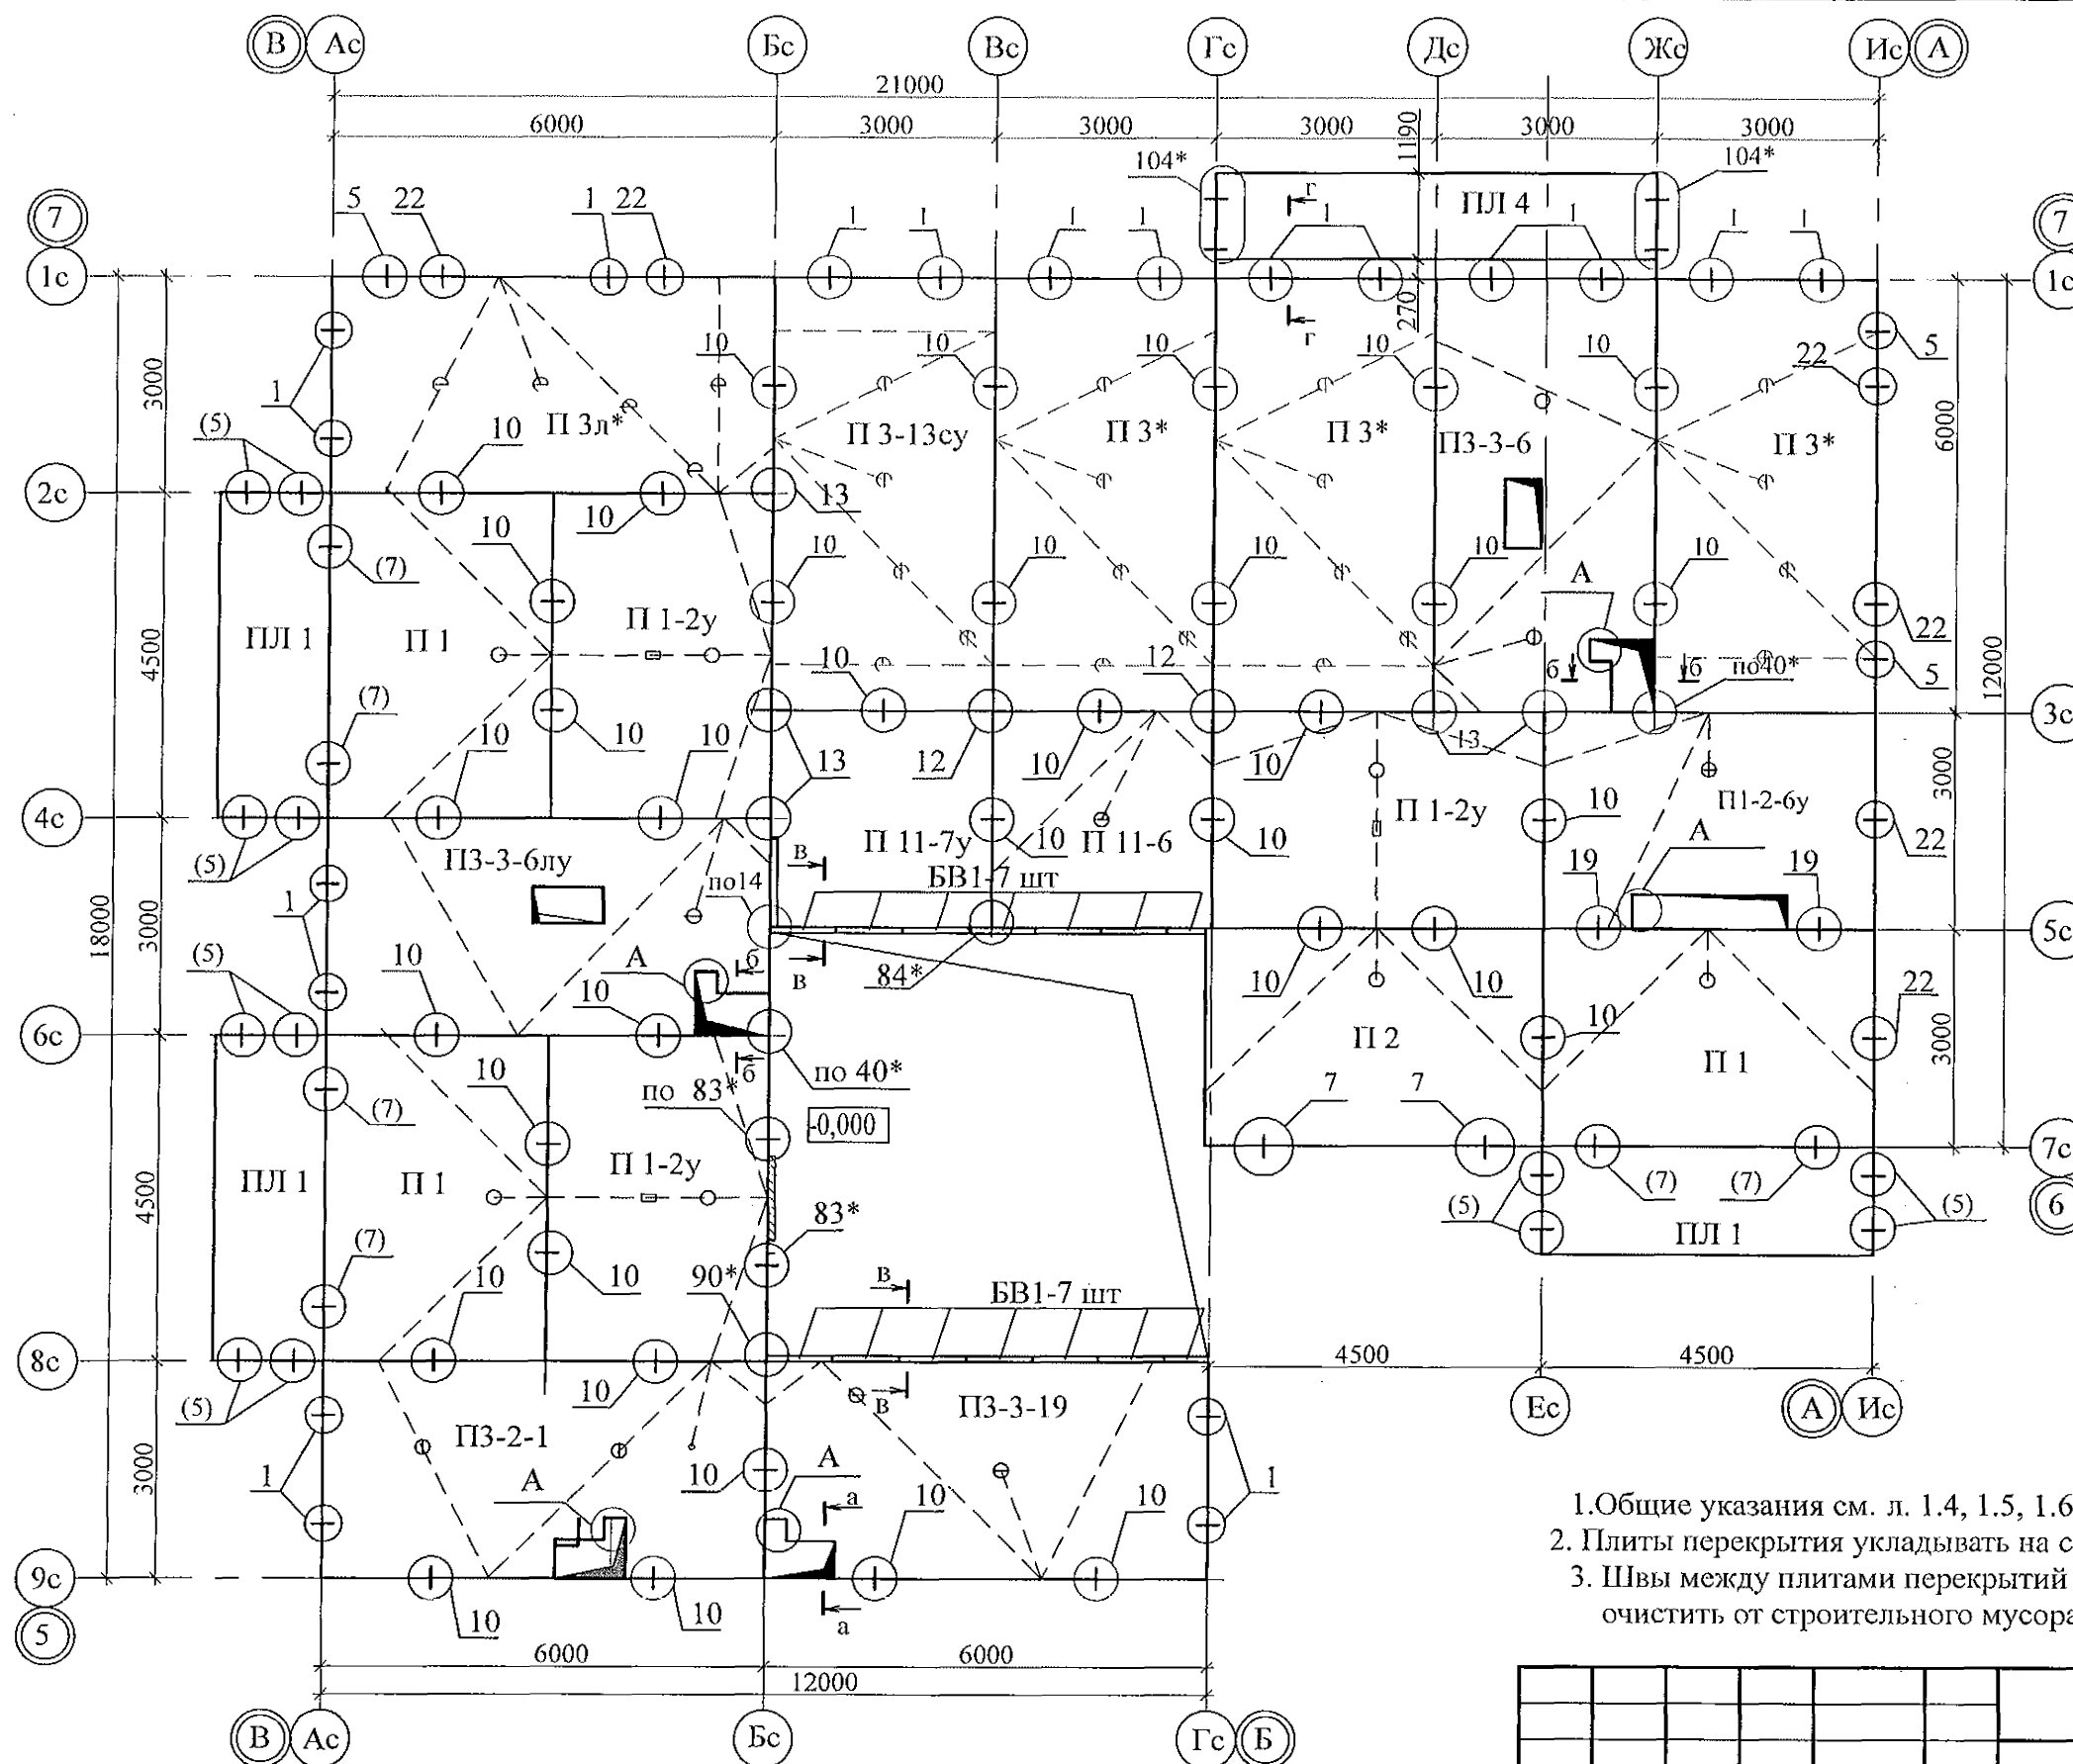 В Ас Бс Вс Гс Дс Жс Ис А
21000
6000 3000 3000 3000 3000 3000
1190
104* 104*
г ПЛ 4
5 22 1 22 1 1 1 1 1 1 1 1
7 7
1с 1с
270
г
10 10 10 10 10 22 5
3000
1
(5) 10 П 3л* П 3-13су П 3* П 3* П3-3-6 П 3*
6000
2с
13
10 10
10 10 10 10 10
(7)
А
ПЛ 1 П 1 П 1-2у
4500
22
10 12 б б по40* 5
12000
(7)
3с
10 10 10 13 12 10 10 13
3000
4с
П 1-2у 10 П1-2-6у
П 11-7у 10 П 11-6 10 А 22
(5) П3-3-6лу в БВ1-7 шт
по14 19 19
18000
3000
1
5с
(5) 10 А б в 84* 10 10 22
10
6с
10 П 2 П 1
3000
10 б по 40*
по 83*
-0,000
7 7
(7)
7с
ПЛ 1 П 1 П 1-2у
(7) (7)
6
4500
83*
(5) (5)
ПЛ 1
(7)
10 10 90* в БВ1-7 шт
8с
4500 4500
(5) 10 в П3-3-19
Ес А Ис
П3-2-1
3000
1 А 10 А а 10 10 1
1.Общие указания см. л. 1.4, 1.5, 1.6
2. Плиты перекрытия укладывать на с
9с
3. Швы между плитами перекрытий
очистить от строительного мусора
10 10 а
5
6000 6000
12000
В Ас Бс Гс Б